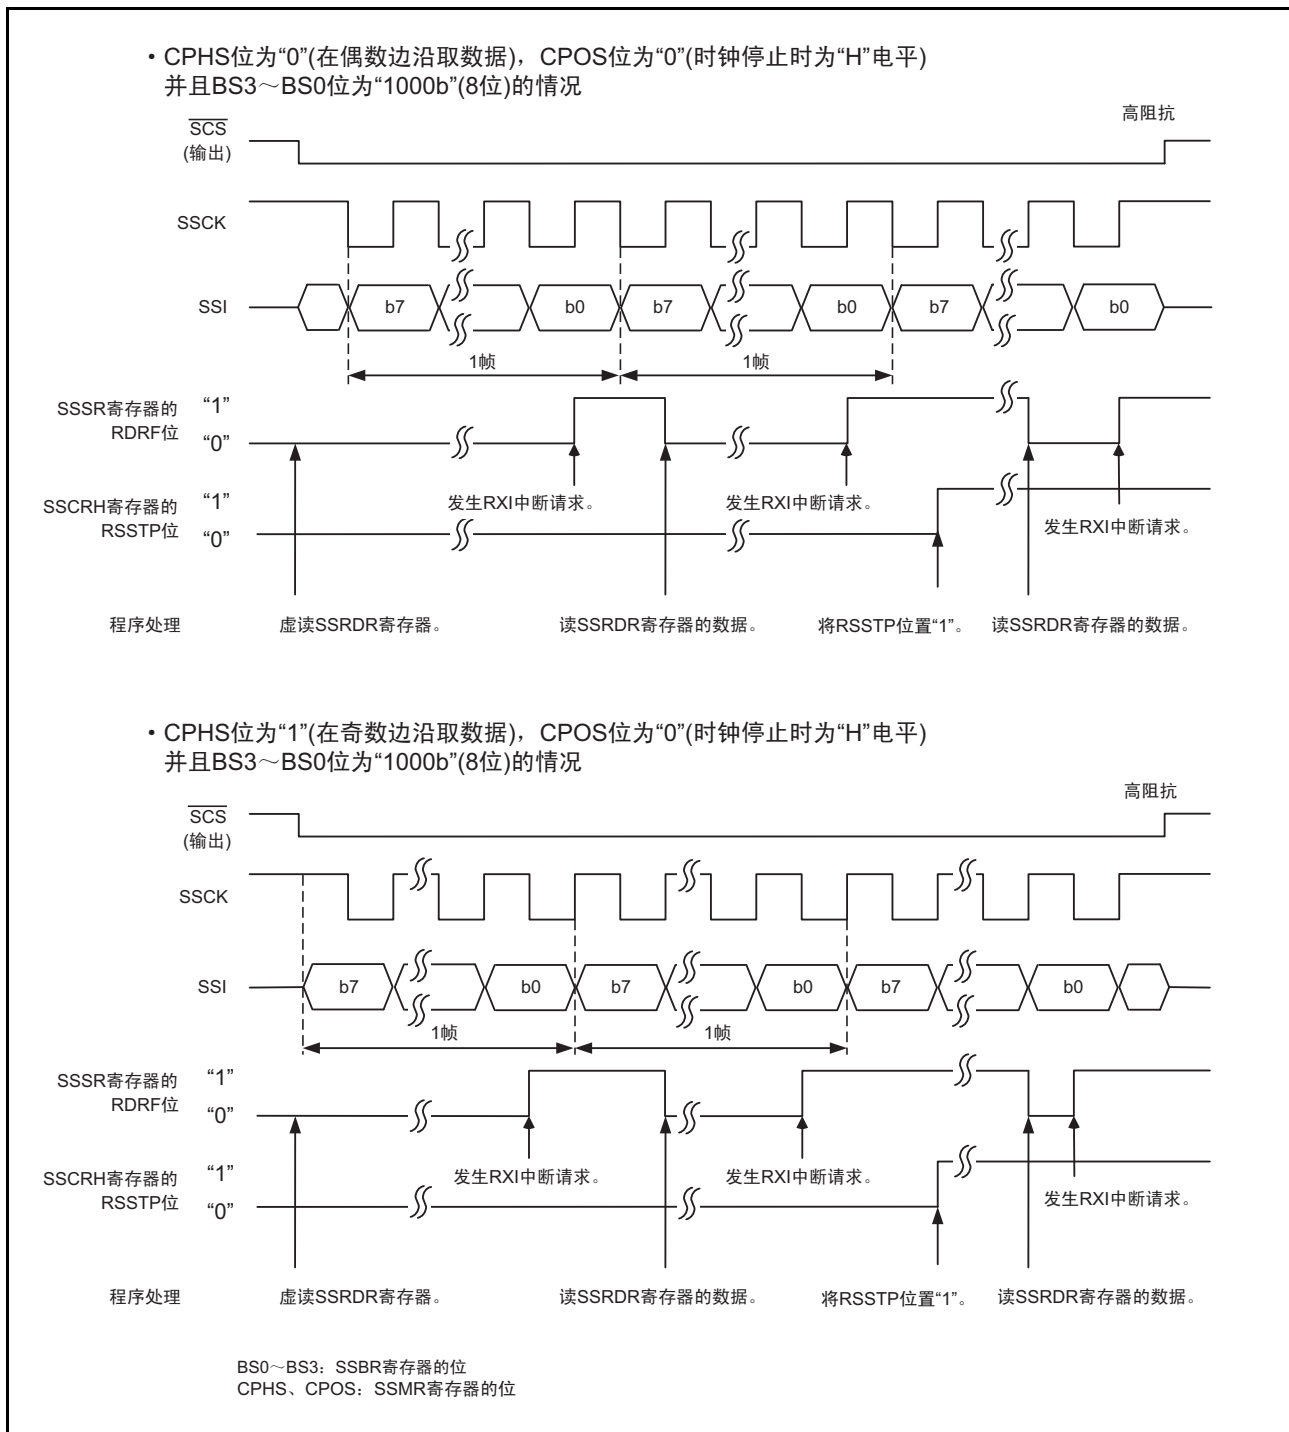 • CPHS位为“0”(在偶数边沿取数据)，CPOS位为“0”(时钟停止时为“H”电平)
并且BS3～BS0位为“1000b”(8位)的情况
高阻抗
SCS
(输出)
SSCK
SSI
b7
b0
b7
b0
b7
b0
1帧
1帧
SSSR寄存器的
RDRF位
“1”
“0”
发生RXI中断请求。
发生RXI中断请求。
发生RXI中断请求。
SSCRH寄存器的
RSSTP位
“1”
“0”
程序处理
虚读SSRDR寄存器。
读SSRDR寄存器的数据。
将RSSTP位置“1”。
读SSRDR寄存器的数据。
• CPHS位为“1”(在奇数边沿取数据)，CPOS位为“0”(时钟停止时为“H”电平)
并且BS3～BS0位为“1000b”(8位)的情况
高阻抗
SCS
(输出)
SSCK
SSI
b7
b0
b7
b0
b7
b0
1帧
1帧
SSSR寄存器的
RDRF位
“1”
“0”
发生RXI中断请求。
发生RXI中断请求。
发生RXI中断请求。
SSCRH寄存器的
RSSTP位
“1”
“0”
程序处理
虚读SSRDR寄存器。
读SSRDR寄存器的数据。
将RSSTP位置“1”。
读SSRDR寄存器的数据。
BS0～BS3：SSBR寄存器的位
CPHS、CPOS：SSMR寄存器的位